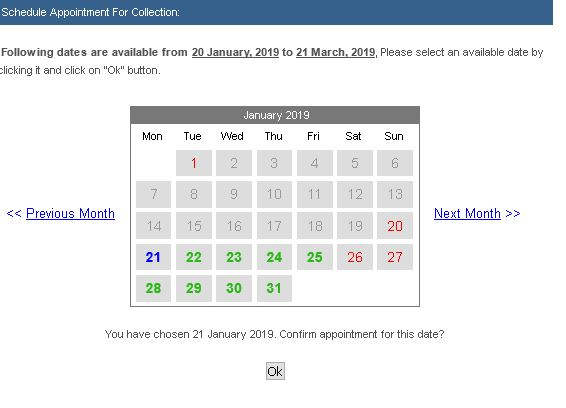 Schedule Appointment For Collection:
Following dates are available from 20 January, 2019 to 21 March, 2019, Please select an available date by
clicking it and click on "Ok" button.
January 2019
Mon Tue Wed Thu Fri Sat Sun
1 2 3 4 5 6
7 8 9 10 11 12 13
<< Previous Month 14 15 16 17 18 19 20 Next Month >>
21 22 23 24 25 26 27
28 29 30 31
You have chosen 21 January 2019. Confirm appointment for this date?
Ok